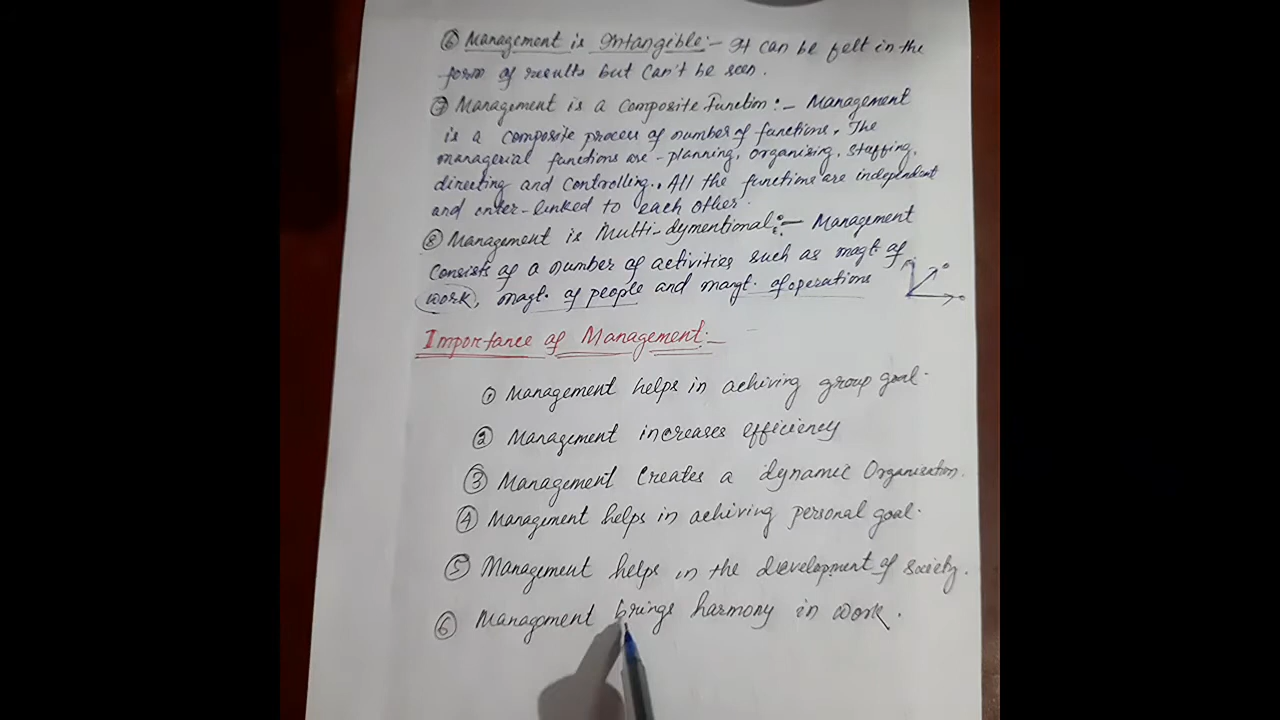 ⑥ Management is Intangible:- It can be felt in the
form of results but can't be seen.
⑦ Management is a Composite Function:- Management
is a composite process of number of functions. The
managerial functions are - planning, organising, staffing,
directing and controlling. All the functions are independent
and inter-linked to each other.
⑧ Management is Multi-dymentional:- Management
consists of a number of activities such as magt. of
work, magt. of people and mangt. of operations
Importance of Management:-
① Management helps in achiving group goal.
② Management increases efficiency
③ Management Creates a dynamic Organisation.
④ Management helps in achiving personal goal.
⑤ Management helps in the development of society.
⑥ Managoment brings harmony in work.